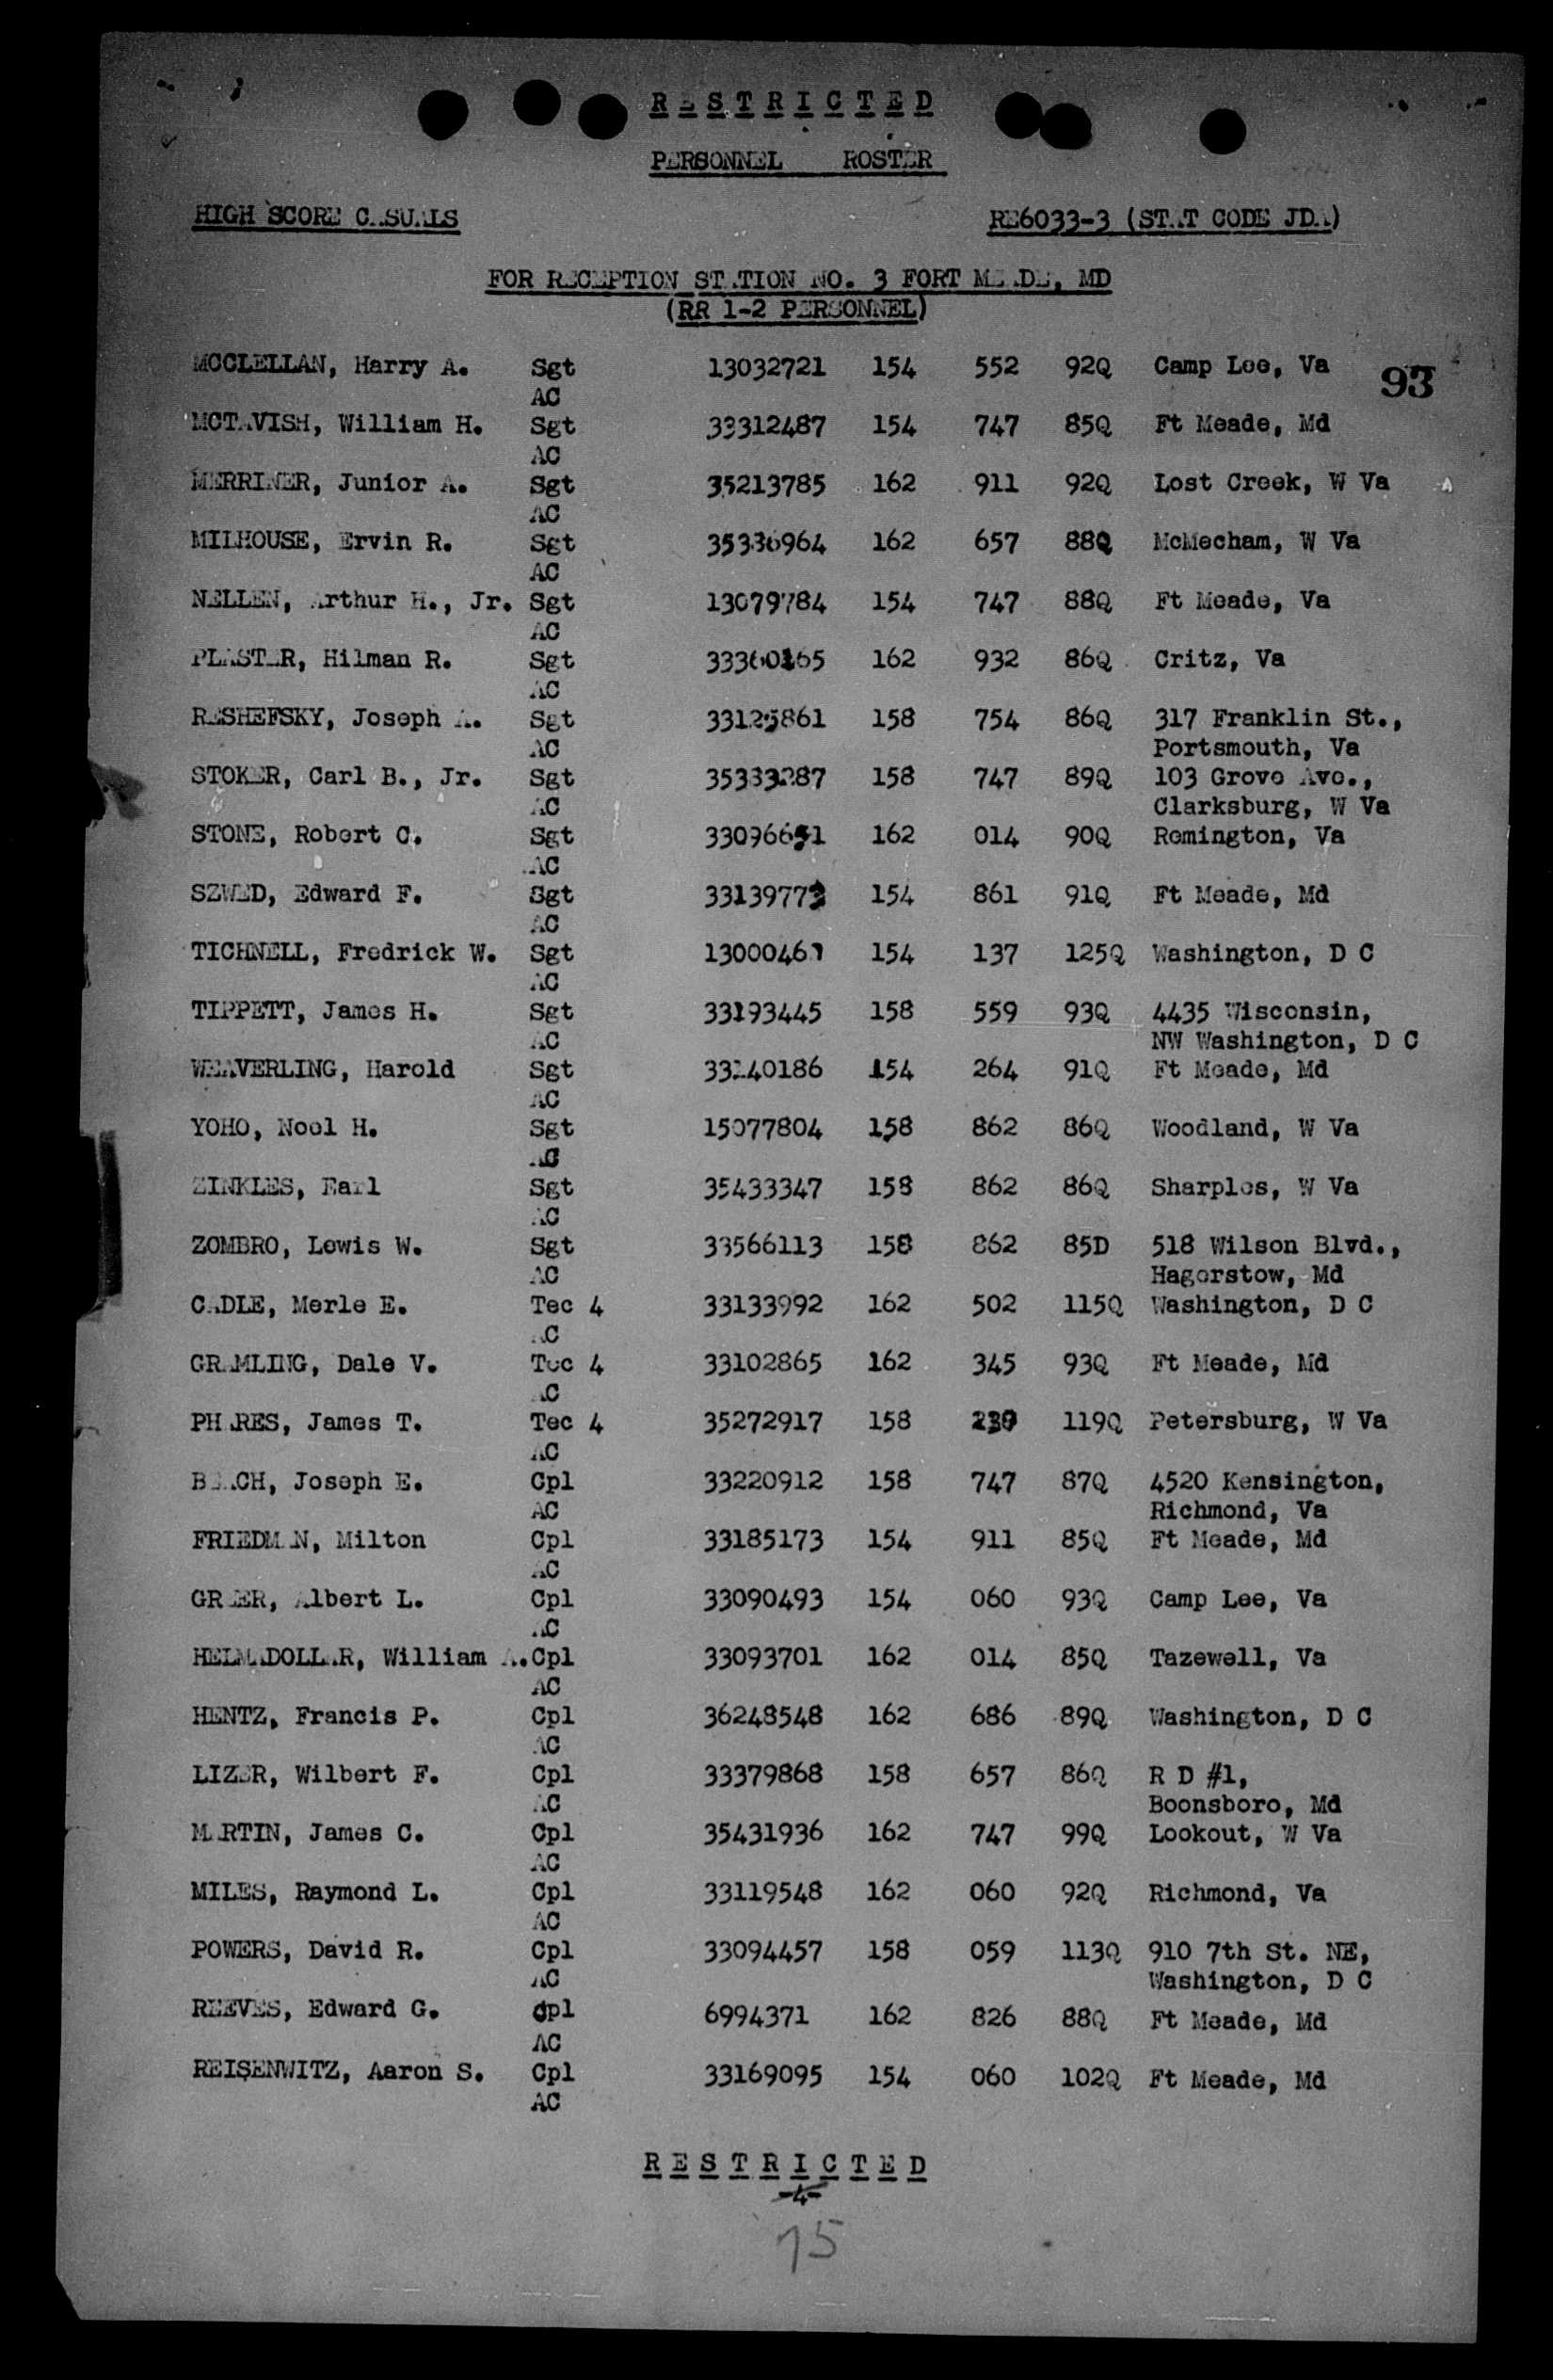 RESTRICTED
PERSONNEL ROSTER
HIGH SCORE CASUALS RE6033-3 (STAT CODE JDA)
FOR RECEPTION STATION NO. 3 FORT MEADE, MD
(RR 1-2 PERSONNEL)
MCCLELLAN, Harry A. Sgt 13032721 154 552 92Q Camp Lee, Va 93
AC
MCTAVISH, William H. Sgt 33312487 154 747 85Q Ft Meade, Md
AC
MERRINER, Junior A. Sgt 35213785 162 911 92Q Lost Creek, W Va
AC
MILHOUSE, Ervin R. Sgt 35336964 162 657 88Q McMecham, W Va
AC
NELLEN, Arthur H., Jr. Sgt 13079784 154 747 88Q Ft Meade, Va
AC
PLASTER, Hilman R. Sgt 33360165 162 932 86Q Critz, Va
AC
RESHEFSKY, Joseph A. Sgt 33125861 158 754 86Q 317 Franklin St.,
AC Portsmouth, Va
STOKER, Carl B., Jr. Sgt 35333287 158 747 89Q 103 Grove Ave.,
AC Clarksburg, W Va
STONE, Robert C. Sgt 162 014 90Q Remington, Va
AC
SZWED, Edward F. Sgt 33139773 154 861 91Q Ft Meade, Md
AC
TICHNELL, Fredrick W. Sgt 154 137 125Q Washington, D C
AC
TIPPETT, James H. Sgt 33193445 158 559 93Q 4435 Wisconsin,
AC NW Washington, D C
WEAVERLING, Harold Sgt 33240186 154 264 91Q Ft Meade, Md
AC
YOHO, Noel H. Sgt 15077804 158 862 86Q Woodland, W Va
AC
ZINKLES, Earl Sgt 35433347 158 862 86Q Sharples, W Va
AC
ZOMBRO, Lewis W. Sgt 33566113 158 862 85D 518 Wilson Blvd.,
AC Hagerstow, Md
CADLE, Merle E. Tec 4 33133992 162 502 115Q Washington, D C
AC
GRAMLING, Dale V. Tec 4 33102865 162 345 93Q Ft Meade, Md
AC
PHARES, James T. Tec 4 35272917 158 119Q Petersburg, W Va
AC
BEACH, Joseph E. Cpl 33220912 158 747 87Q 4520 Kensington,
AC Richmond, Va
FRIEDMAN, Milton Cpl 33185173 154 911 85Q Ft Meade, Md
AC
GREER, Albert L. Cpl 33090493 154 060 93Q Camp Lee, Va
AC
HELMADOLLAR, William A. Cpl 33093701 162 014 85Q Tazewell, Va
AC
HENTZ, Francis P. Cpl 36248548 162 686 89Q Washington, D C
AC
LIZER, Wilbert F. Cpl 33379868 158 657 86Q R D #1,
AC Boonsboro, Md
MARTIN, James C. Cpl 35431936 162 747 99Q Lookout, W Va
AC
MILES, Raymond L. Cpl 33119548 162 060 92Q Richmond, Va
AC
POWERS, David R. Cpl 33094457 158 059 113Q 910 7th St. NE,
AC Washington, D C
REEVES, Edward G. Cpl 6994371 162 826 88Q Ft Meade, Md
AC
REISENWITZ, Aaron S. Cpl 33169095 154 060 102Q Ft Meade, Md
AC
RESTRICTED
-4-
75